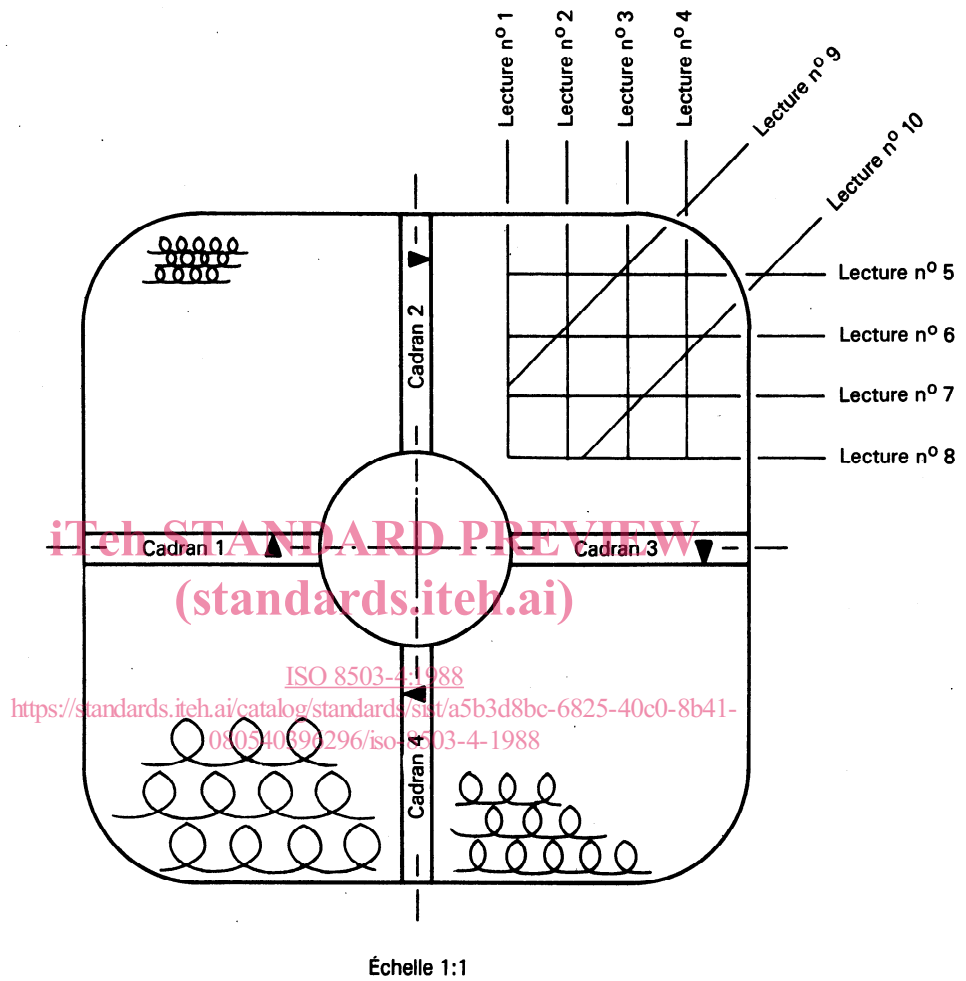 Lecture nº 1
Lecture nº 2
Lecture nº 3
Lecture nº 4
Lecture nº 9
Lecture nº 10
Lecture nº 5
Lecture nº 6
Lecture nº 7
Lecture nº 8
Cadran 2
iTeh STANDARD PREVIEW
Cadran 1
Cadran 3
(standards.iteh.ai)
ISO 8503-4:1988
https://standards.iteh.ai/catalog/standards/sist/a5b3d8bc-6825-40c0-8b41-
080540396296/iso-8503-4-1988
Cadran 4
Échelle 1:1